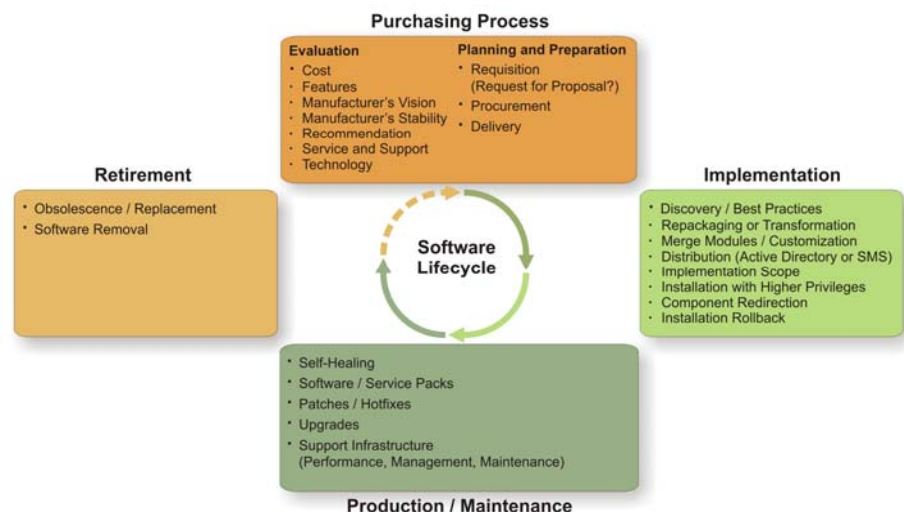 Purchasing Process
Evaluation
· Cost
· Features
· Manufacturer's Vision
· Manufacturer's Stability
· Recommendation
· Service and Support
· Technology
Planning and Preparation
· Requisition
(Request for Proposal?)
· Procurement
· Delivery
Retirement
· Obsolescence / Replacement
· Software Removal
Software
Lifecycle
Implementation
· Discovery / Best Practices
· Repackaging or Transformation
· Merge Modules / Customization
· Distribution (Active Directory or SMS)
· Implementation Scope
· Installation with Higher Privileges
· Component Redirection
· Installation Rollback
· Self-Healing
· Software / Service Packs
· Patches / Hotfixes
· Upgrades
· Support Infrastructure
(Performance, Management, Maintenance)
Production / Maintenance